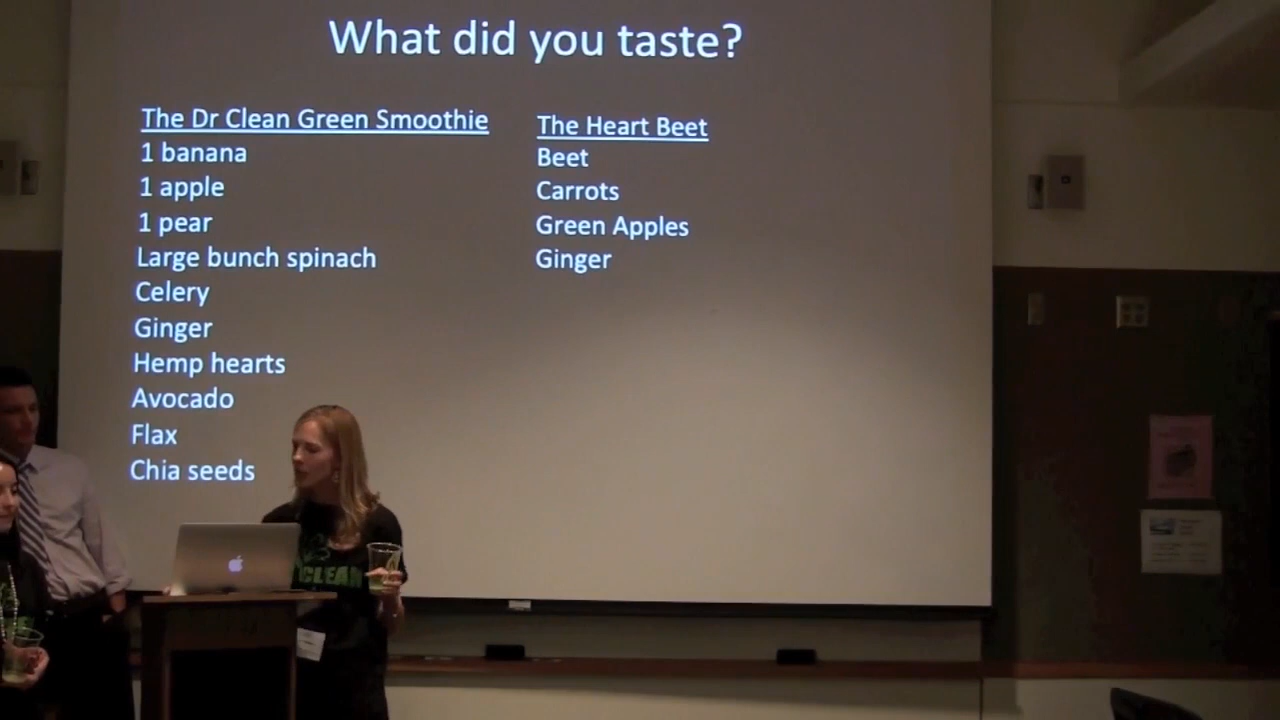 What did you taste?
The Dr Clean Green Smoothie
1 banana
1 apple
1 pear
Large bunch spinach
Celery
Ginger
Hemp hearts
Avocado
Flax
Chia seeds
The Heart Beet
Beet
Carrots
Green Apples
Ginger
CLEAN